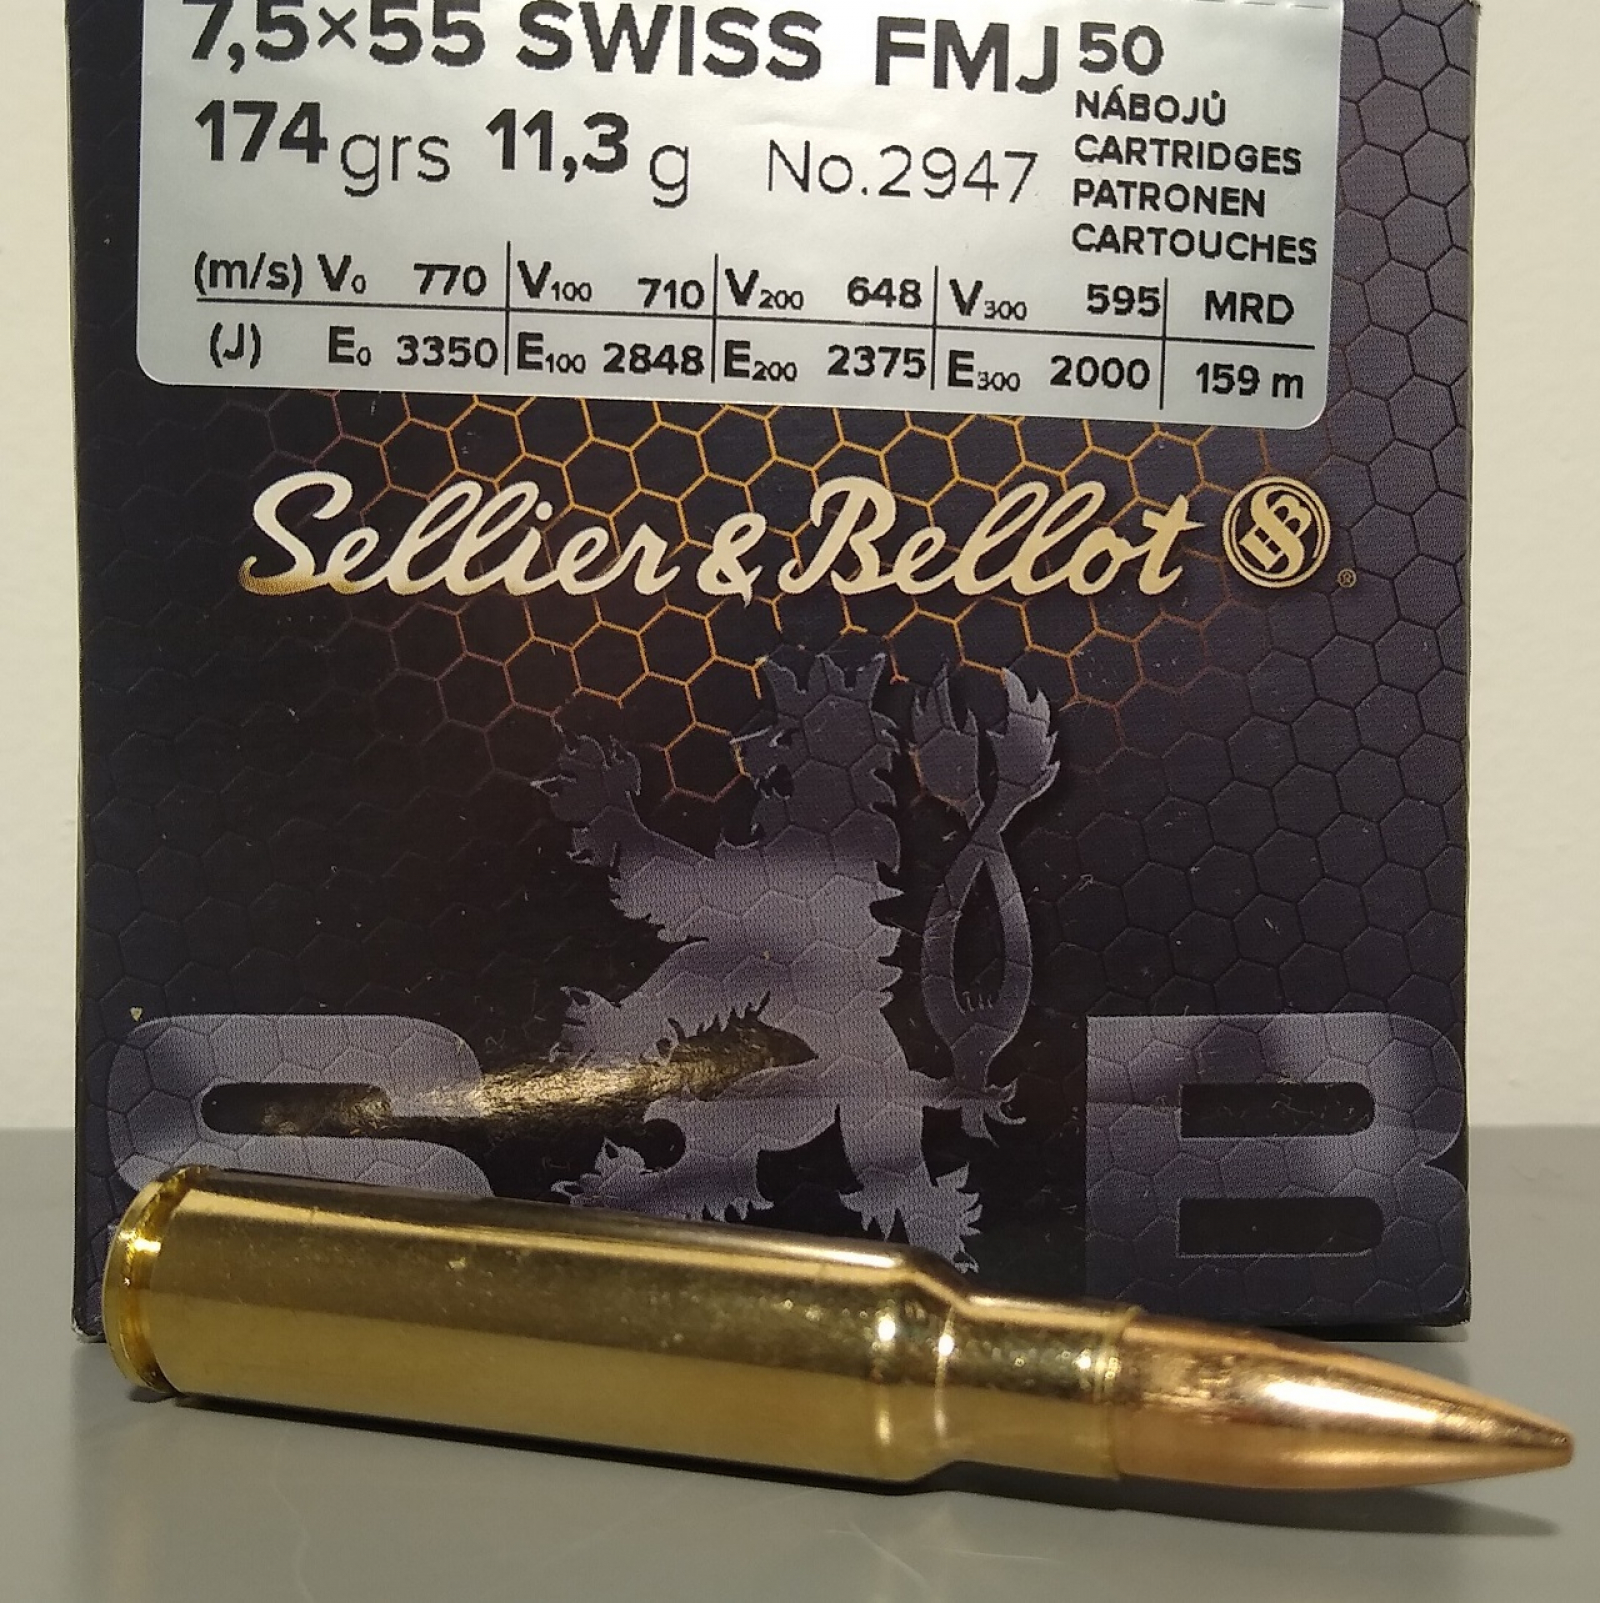 7,5×55 SWISS FMJ 50
174 grs 11,3 g No.2947
NÁBOJŮ
CARTRIDGES
PATRONEN
CARTOUCHES
(m/s) V₀ 770 V₁₀₀ 710 V₂₀₀ 648 V₃₀₀ 595 MRD
(J) E₀ 3350 E₁₀₀ 2848 E₂₀₀ 2375 E₃₀₀ 2000 159 m
Sellier & Bellot SB ®
S B